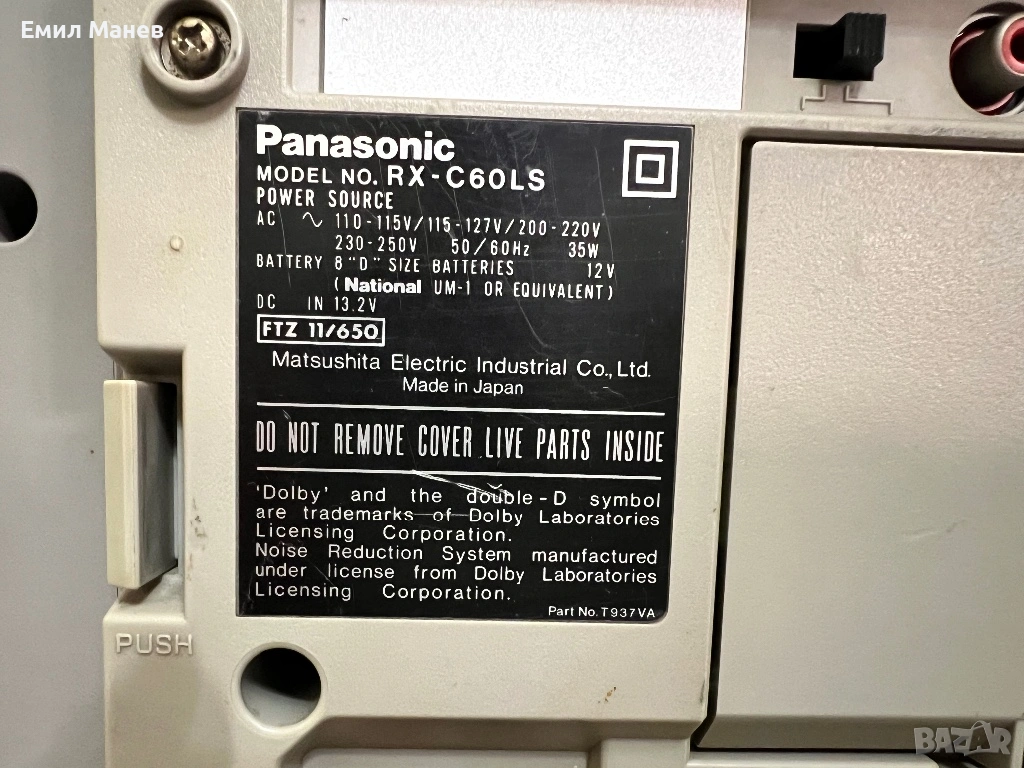 Емил Манев
Panasonic
MODEL NO. RX-C60LS
POWER SOURCE
AC ∿ 110-115V/115-127V/200-220V
230-250V 50/60Hz 35W
BATTERY 8"D" SIZE BATTERIES 12V
(National UM-1 OR EQUIVALENT)
DC IN 13.2V
FTZ 11/650
Matsushita Electric Industrial Co., Ltd.
Made in Japan
DO NOT REMOVE COVER LIVE PARTS INSIDE
'Dolby' and the double-D symbol
are trademarks of Dolby Laboratories
Licensing Corporation.
Noise Reduction System manufactured
under license from Dolby Laboratories
Licensing Corporation.
Part No. T937VA
PUSH
BAZAR